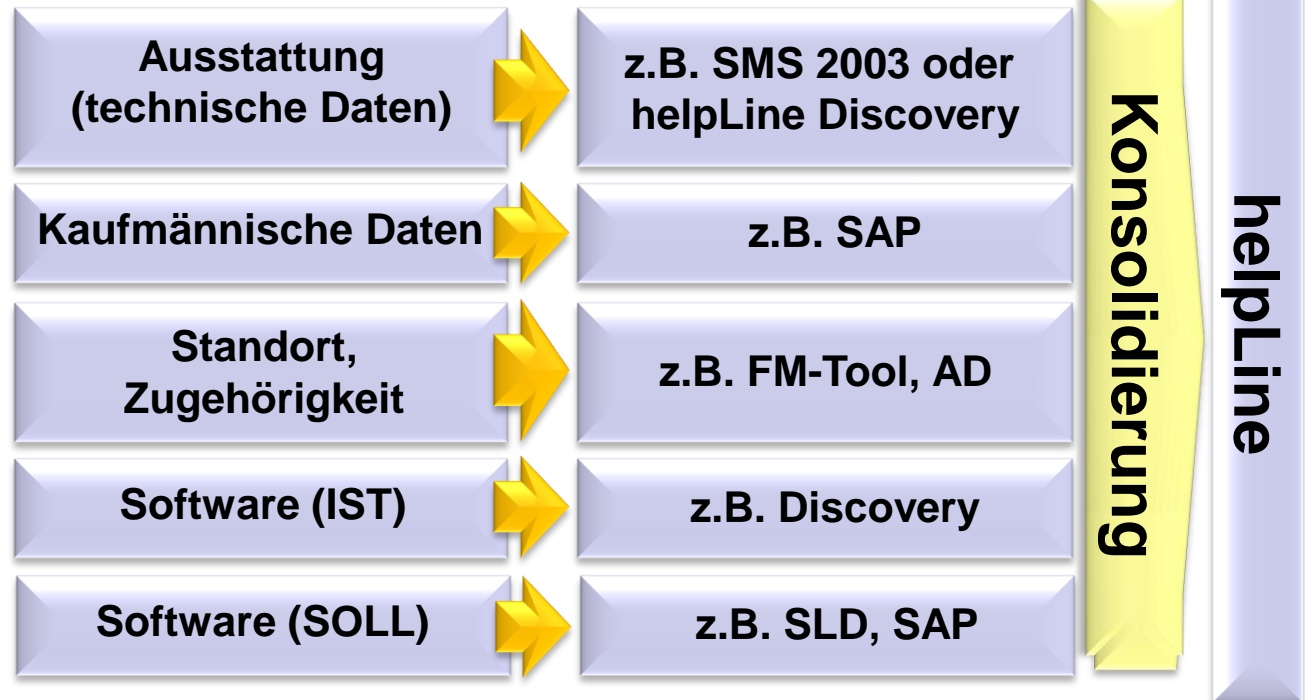 Ausstattung
(technische Daten)
z.B. SMS 2003 oder
helpLine Discovery
Kaufmännische Daten
z.B. SAP
Standort,
Zugehörigkeit
z.B. FM-Tool, AD
Software (IST)
z.B. Discovery
Software (SOLL)
z.B. SLD, SAP
Konsolidierung
helpLine